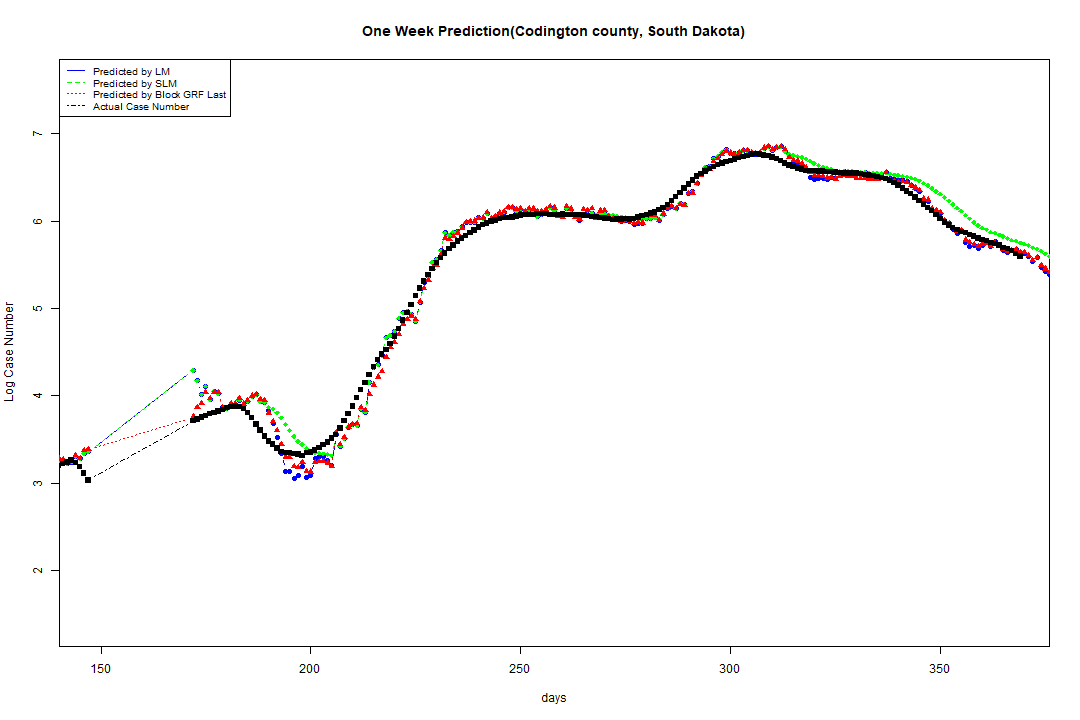 One Week Prediction(Codington county, South Dakota)
Predicted by LM
Predicted by SLM
Predicted by Block GRF Last
Actual Case Number
7
6
5
4
3
2
Log Case Number
150 200 250 300 350
days